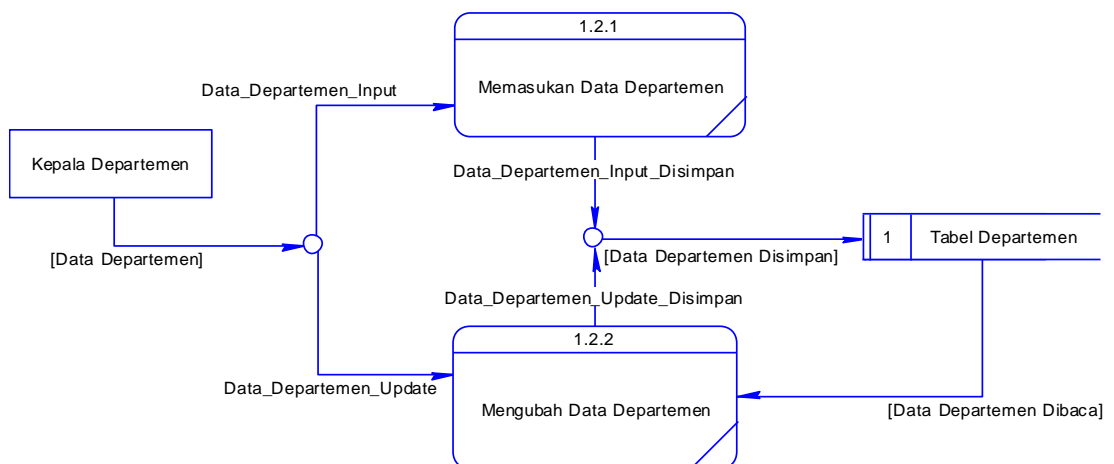 1.2.1
Memasukan Data Departemen
Data_Departemen_Input
Kepala Departemen
Data_Departemen_Input_Disimpan
[Data Departemen]
1
Tabel Departemen
[Data Departemen Disimpan]
Data_Departemen_Update_Disimpan
1.2.2
Data_Departemen_Update
Mengubah Data Departemen
[Data Departemen Dibaca]